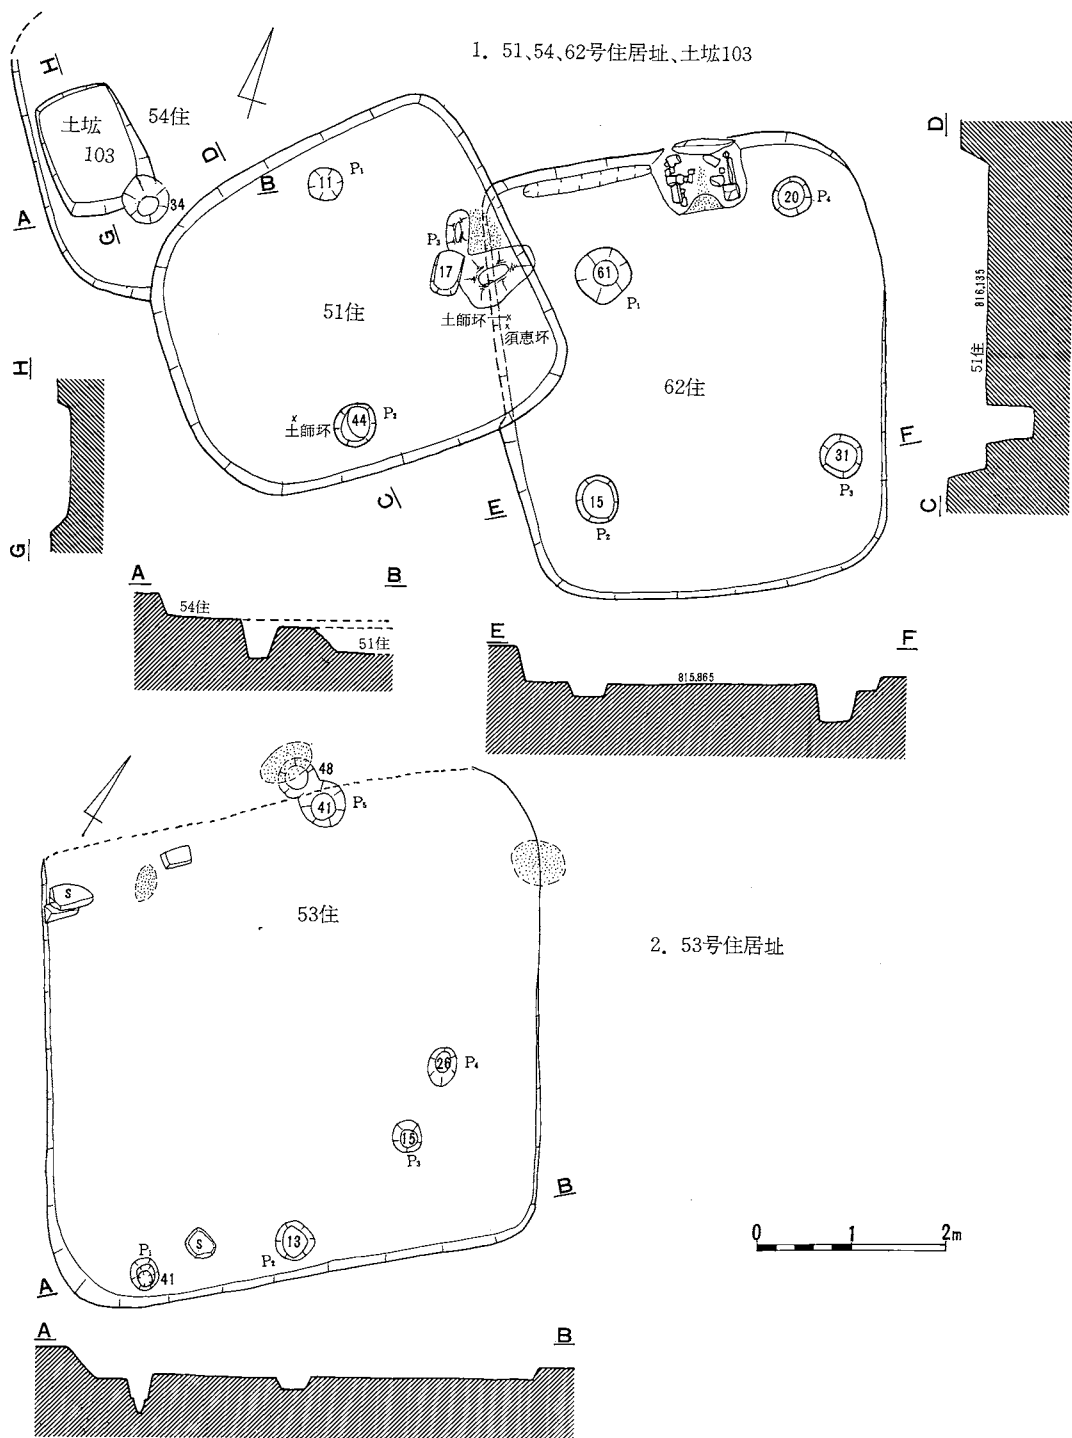 1. 51、54、62号住居址、土坑103
H
土坑
103
54住
34
A
G
D
B
11
P₁
P₃
17
51住
土師坏
須恵坏
土師坏
44
P₂
C
20
P₄
61
P₁
62住
31
P₃
15
P₂
E
F
D
816.135
51住
C
H
G
A
B
54住
51住
E
F
815.865
48
41
P₅
S
53住
2. 53号住居址
26
P₄
15
P₃
P₁
41
S
13
P₂
A
B
0 1 2m
A
B